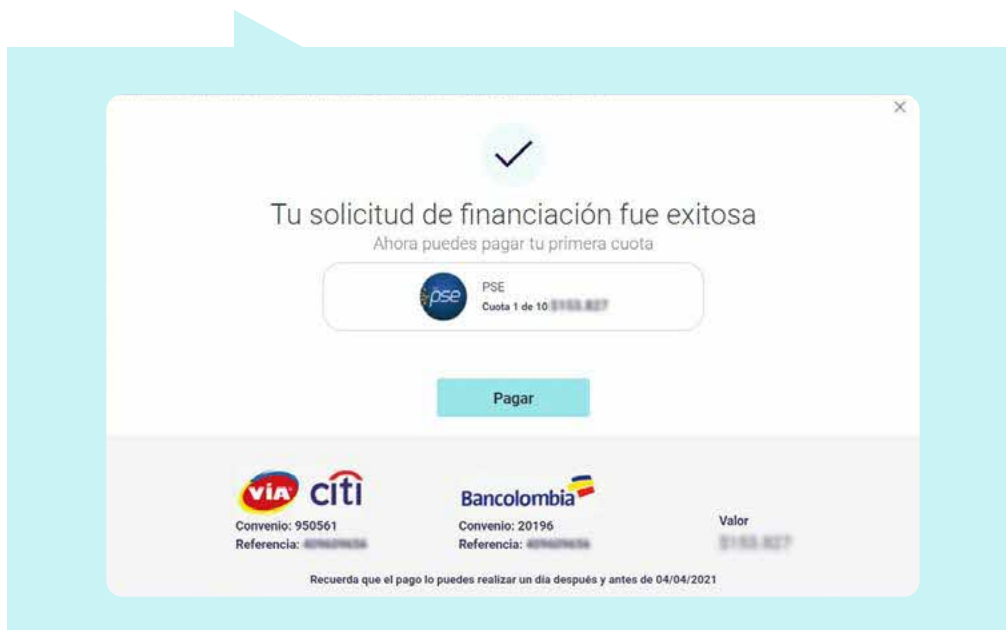 Tu solicitud de financiación fue exitosa
Ahora puedes pagar tu primera cuota
pse
PSE
Cuota 1 de 10
Pagar
VIA citi
Convenio: 950561
Referencia:
Bancolombia
Convenio: 20196
Referencia:
Valor
Recuerda que el pago lo puedes realizar un día después y antes de 04/04/2021